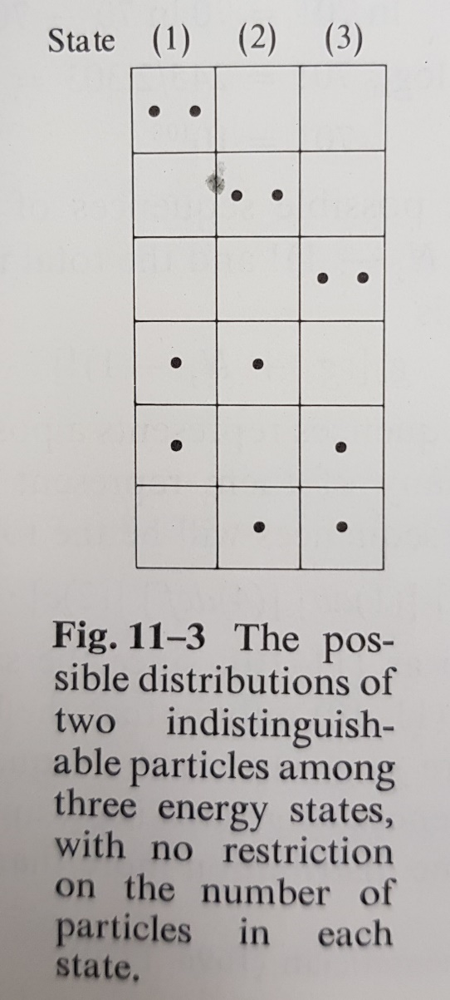 State (1) (2) (3)
Fig. 11–3 The pos-
sible distributions of
two indistinguish-
able particles among
three energy states,
with no restriction
on the number of
particles in each
state.